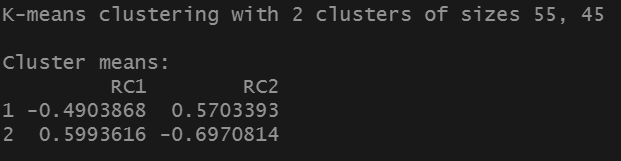 K-means clustering with 2 clusters of sizes 55, 45

Cluster means:
         RC1        RC2
1 -0.4903868  0.5703393
2  0.5993616 -0.6970814